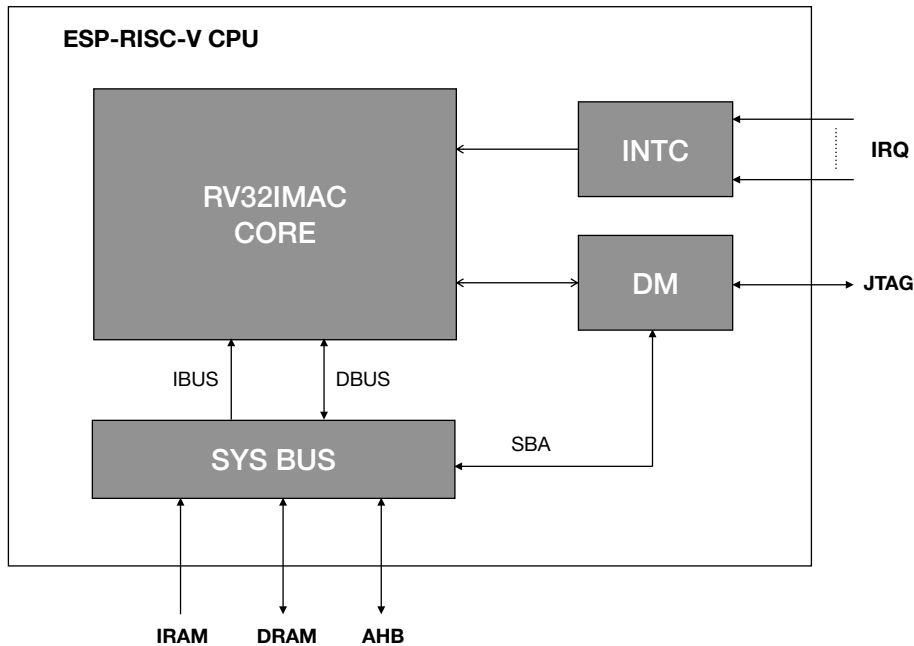 ESP-RISC-V CPU
RV32IMAC
CORE
INTC
IRQ
DM
JTAG
IBUS
DBUS
SYS BUS
SBA
IRAM
DRAM
AHB